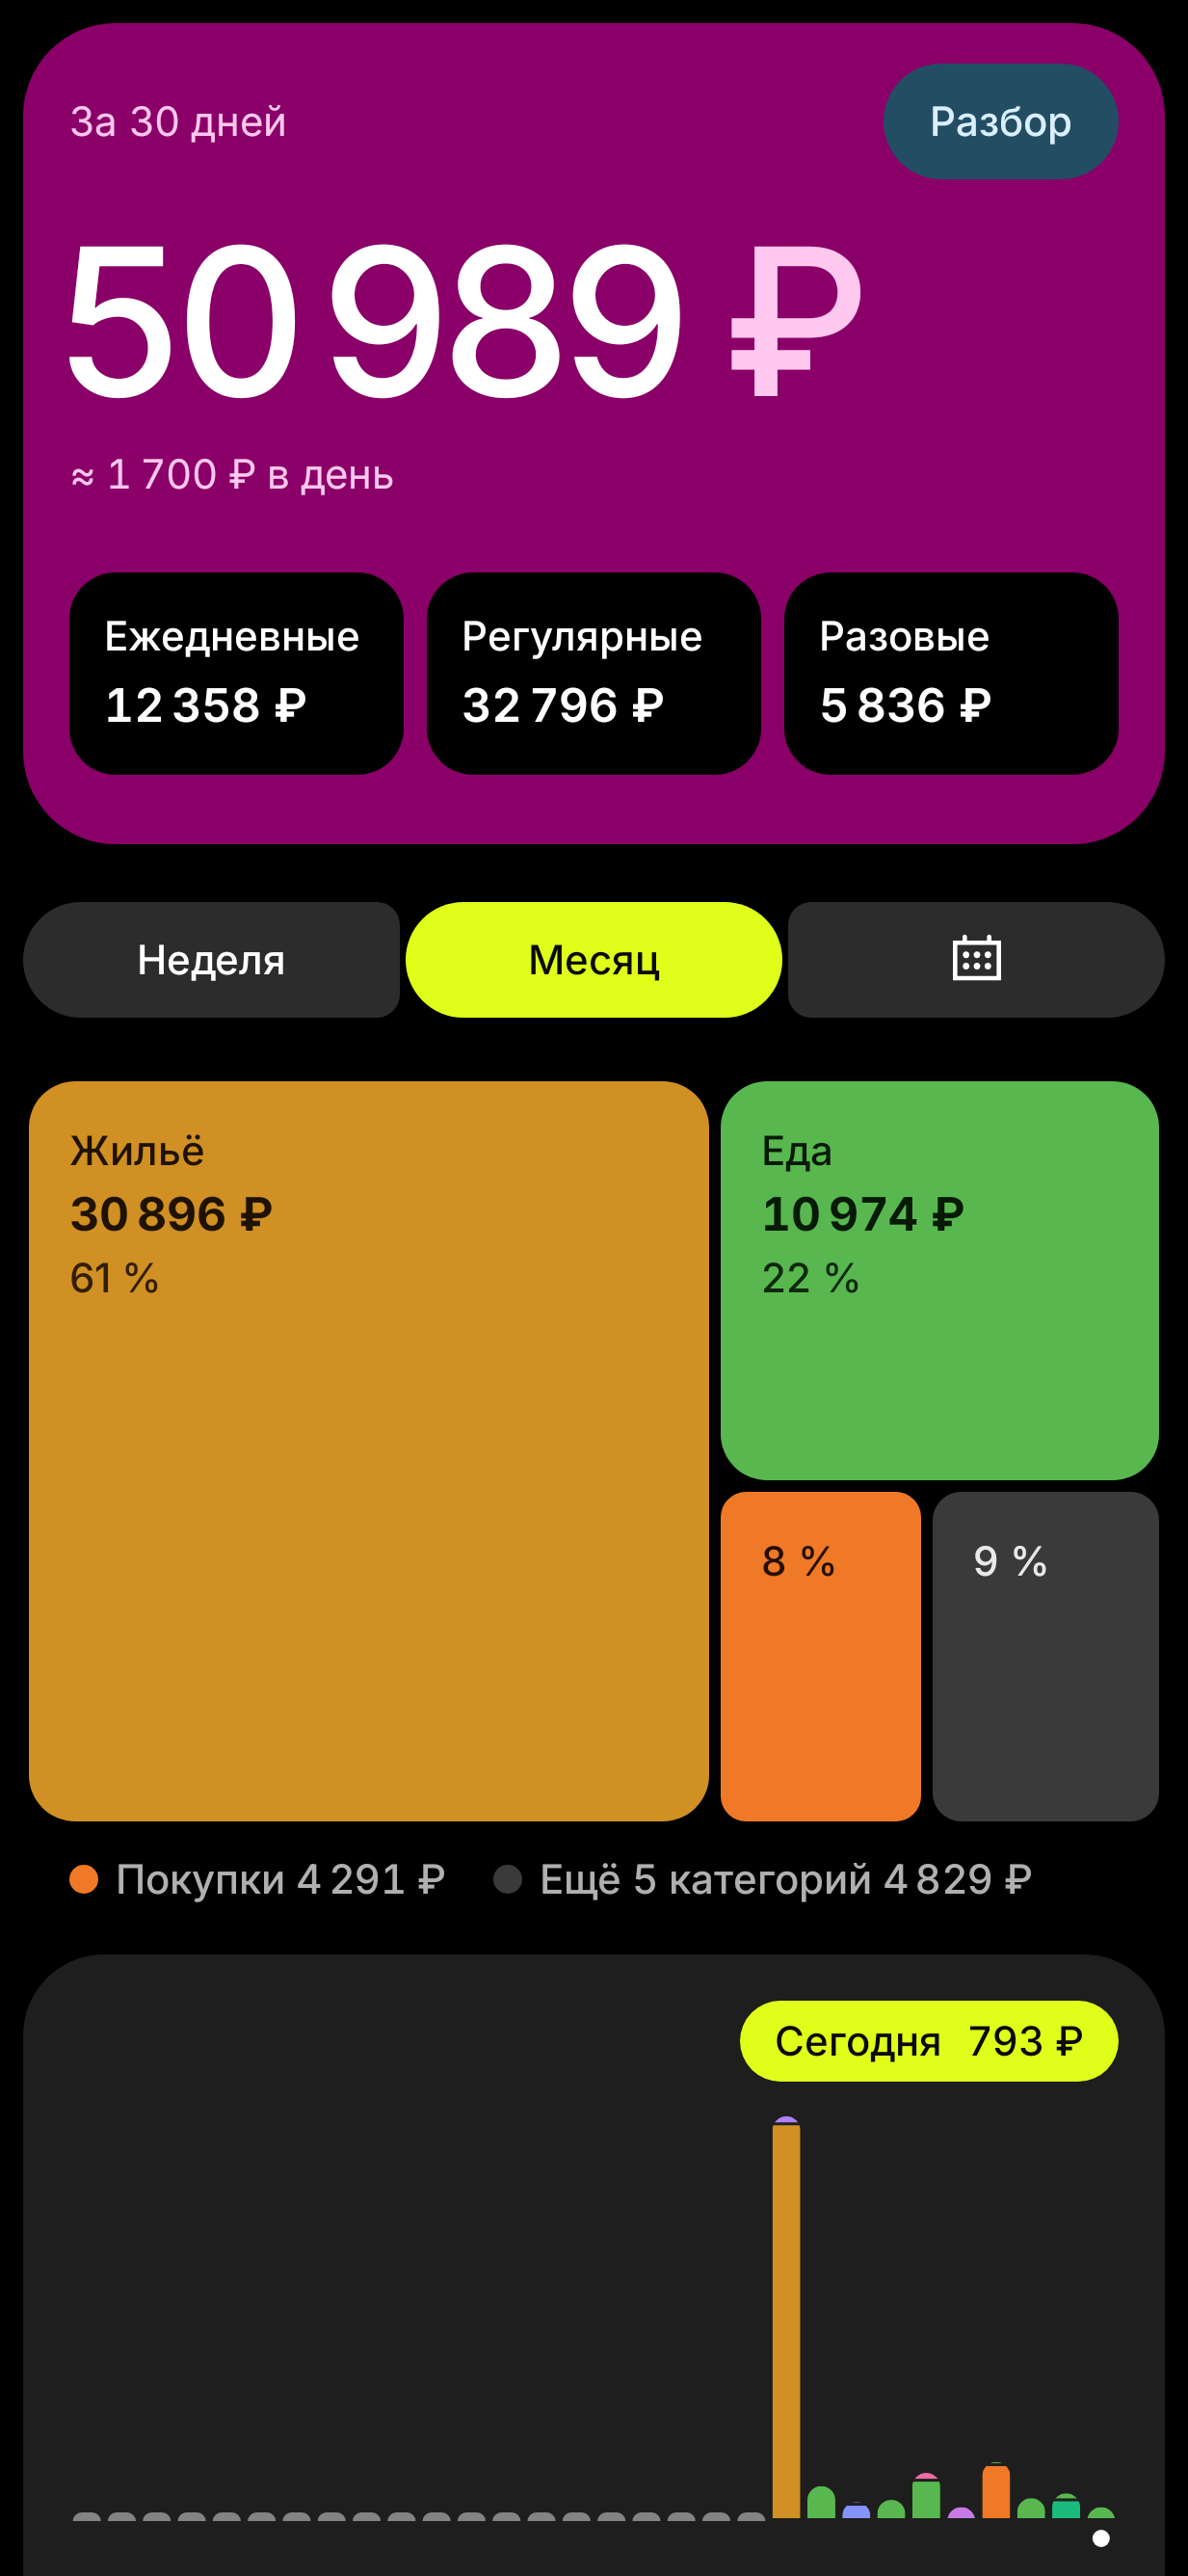 За 30 дней
Разбор
50 989 ₽
≈ 1 700 ₽ в день
Ежедневные
12 358 ₽
Регулярные
32 796 ₽
Разовые
5 836 ₽
Неделя
Месяц
Жильё
30 896 ₽
61 %
Еда
10 974 ₽
22 %
8 %
9 %
Покупки 4 291 ₽
Ещё 5 категорий 4 829 ₽
Сегодня 793 ₽